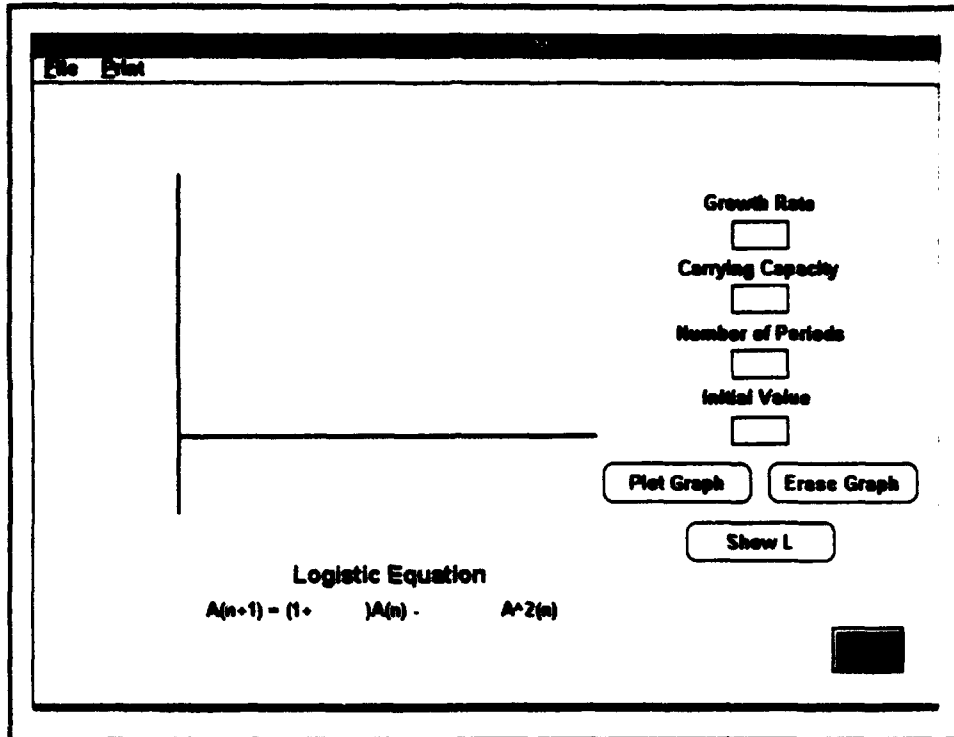 File Print
Growth Rate
Carrying Capacity
Number of Periods
Initial Value
Plot Graph Erase Graph
Show L
Logistic Equation
A(n+1) = (1+ )A(n) - A^2(n)